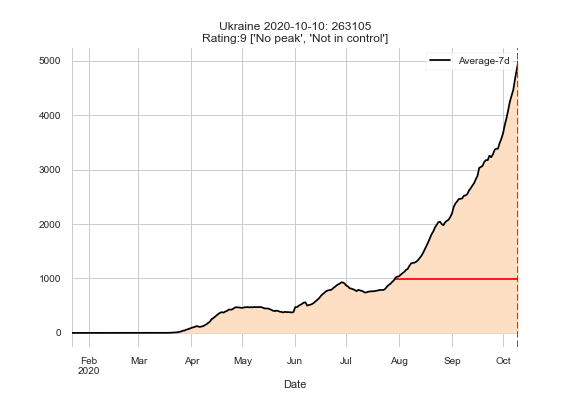 Ukraine 2020-10-10: 263105
Rating:9 ['No peak', 'Not in control']
Average-7d
5000
4000
3000
2000
1000
0
Feb Mar Apr May Jun Jul Aug Sep Oct
2020
Date